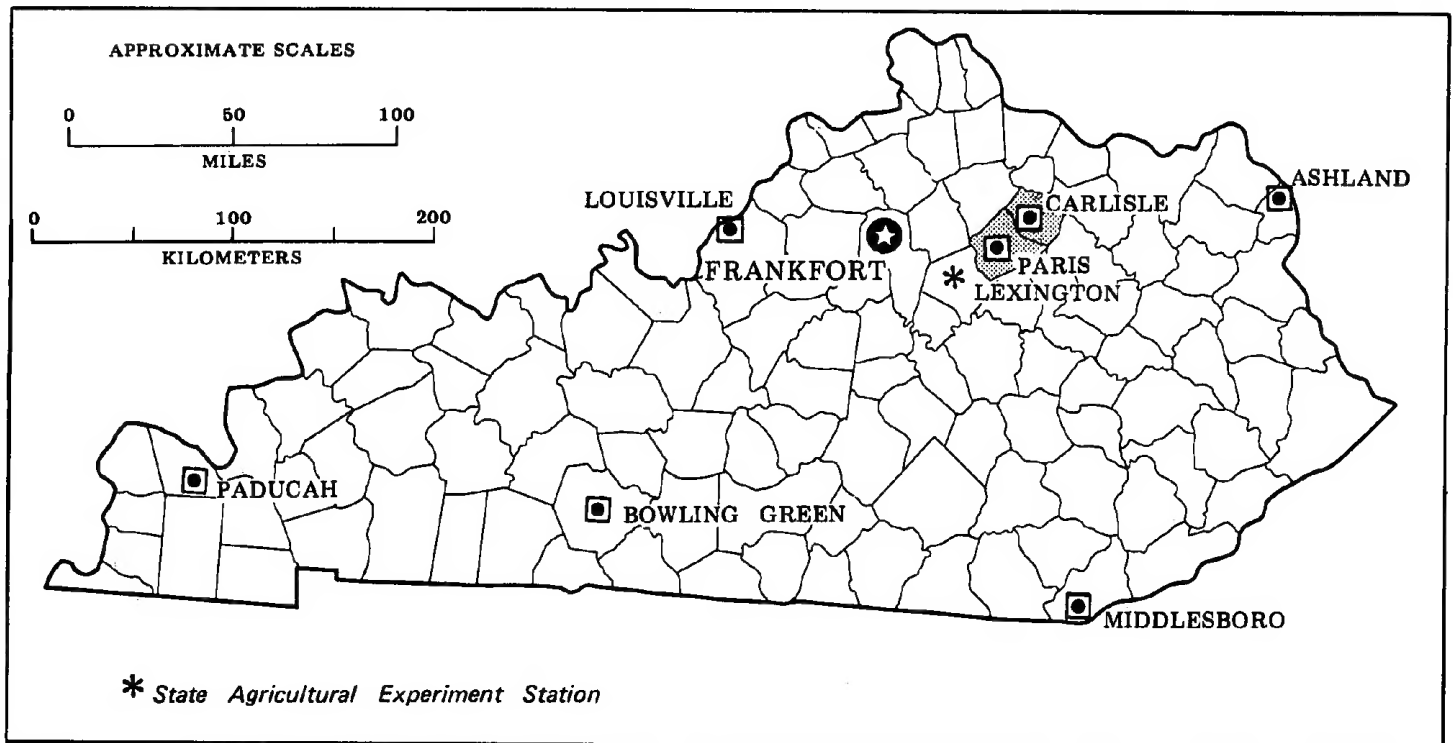 APPROXIMATE SCALES
0 50 100
MILES
0 100 200
KILOMETERS
LOUISVILLE
FRANKFORT
CARLISLE
ASHLAND
PARIS
* LEXINGTON
PADUCAH
BOWLING GREEN
MIDDLESBORO
* State Agricultural Experiment Station